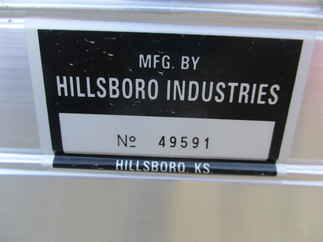 MFG. BY
HILLSBORO INDUSTRIES
Nº 49591
HILLSBORO, KS